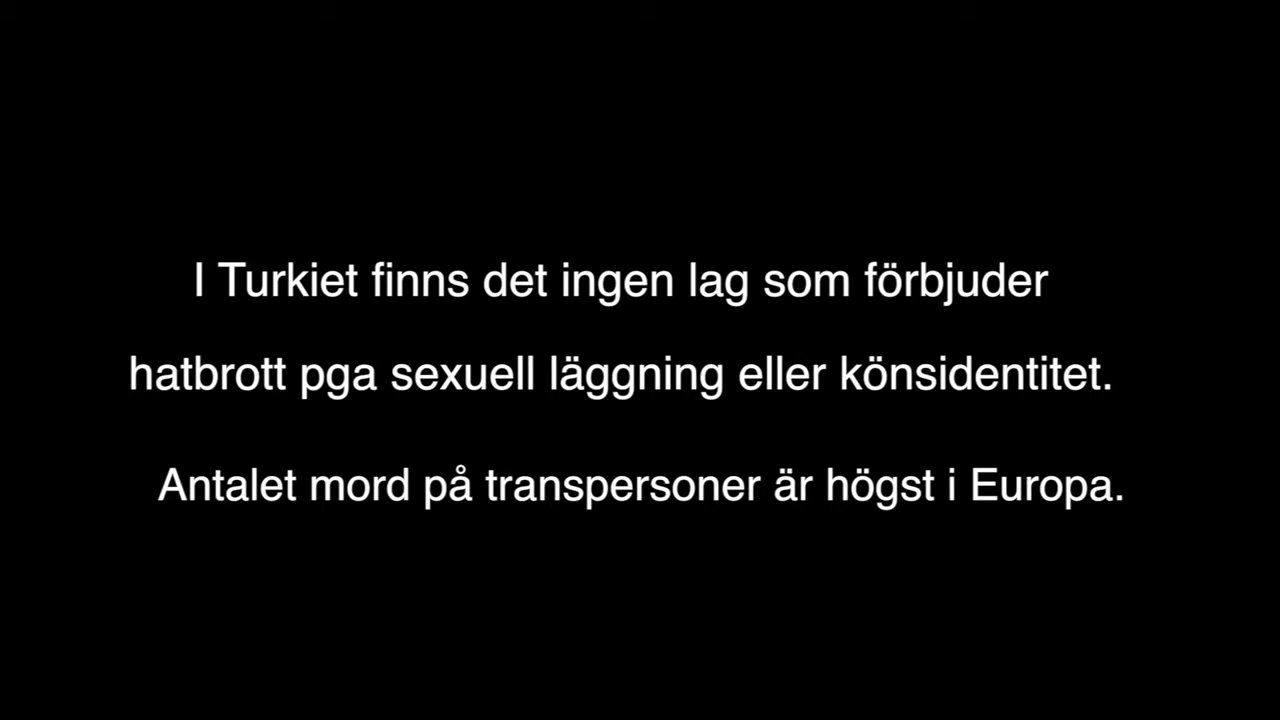 I Turkiet finns det ingen lag som förbjuder
hatbrott pga sexuell läggning eller könsidentitet.
Antalet mord på transpersoner är högst i Europa.